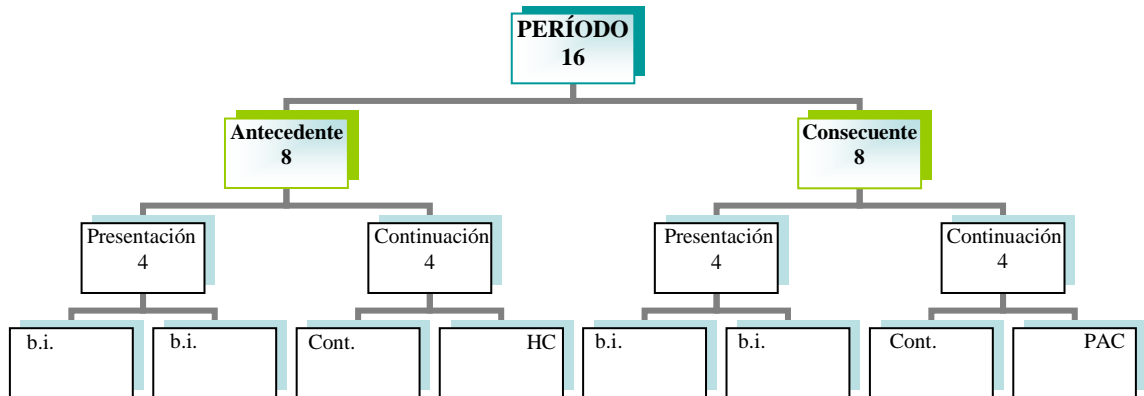 PERÍODO
16
Antecedente
8
Consecuente
8
Presentación
4
Continuación
4
Presentación
4
Continuación
4
b.i.
b.i.
Cont.
HC
b.i.
b.i.
Cont.
PAC